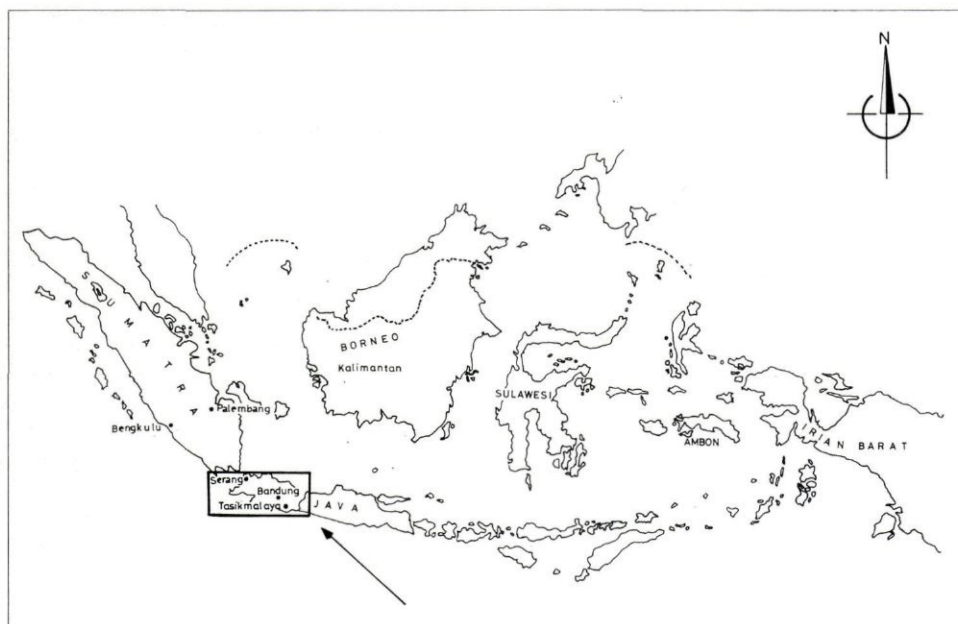 N
SUMATRA
BORNEO
Kalimantan
SULAWESI
Palembang
Bengkulu
AMBON
IRIAN BARAT
Serang
Bandung
Tasikmalaya
JAVA